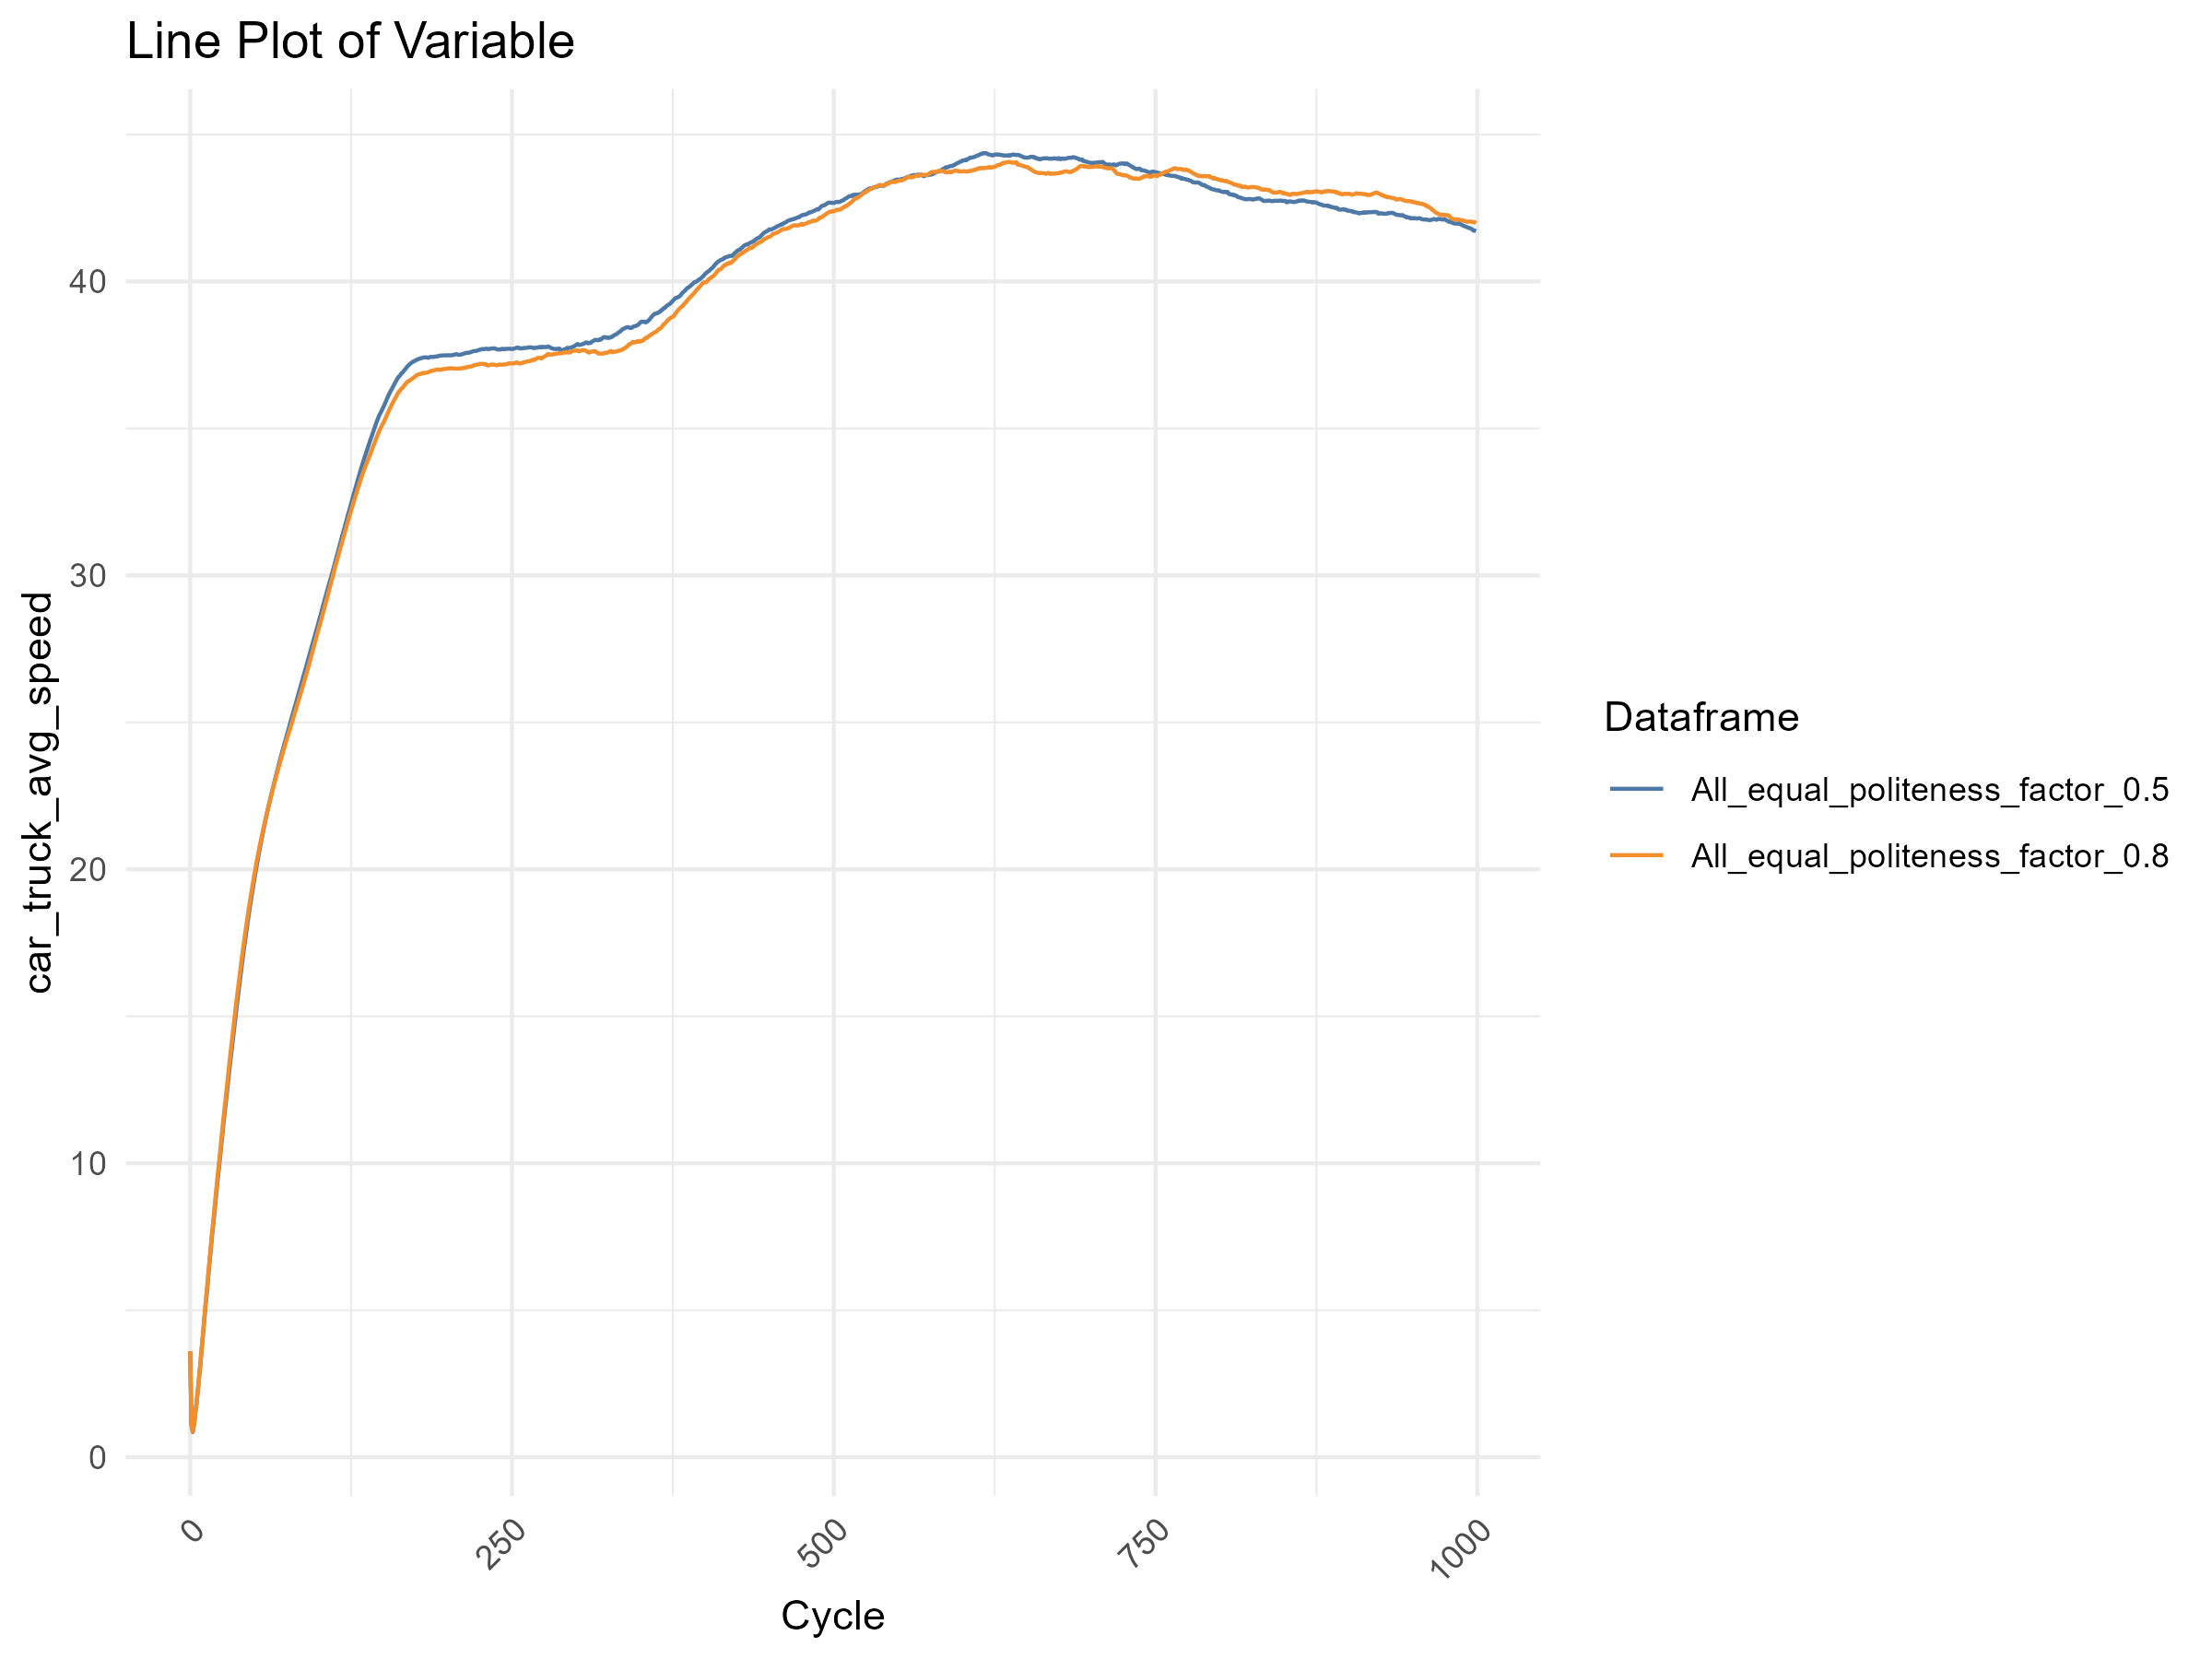 Line Plot of Variable
car_truck_avg_speed
40
30
20
10
0
0
250
500
750
1000
Cycle
Dataframe
All_equal_politeness_factor_0.5
All_equal_politeness_factor_0.8